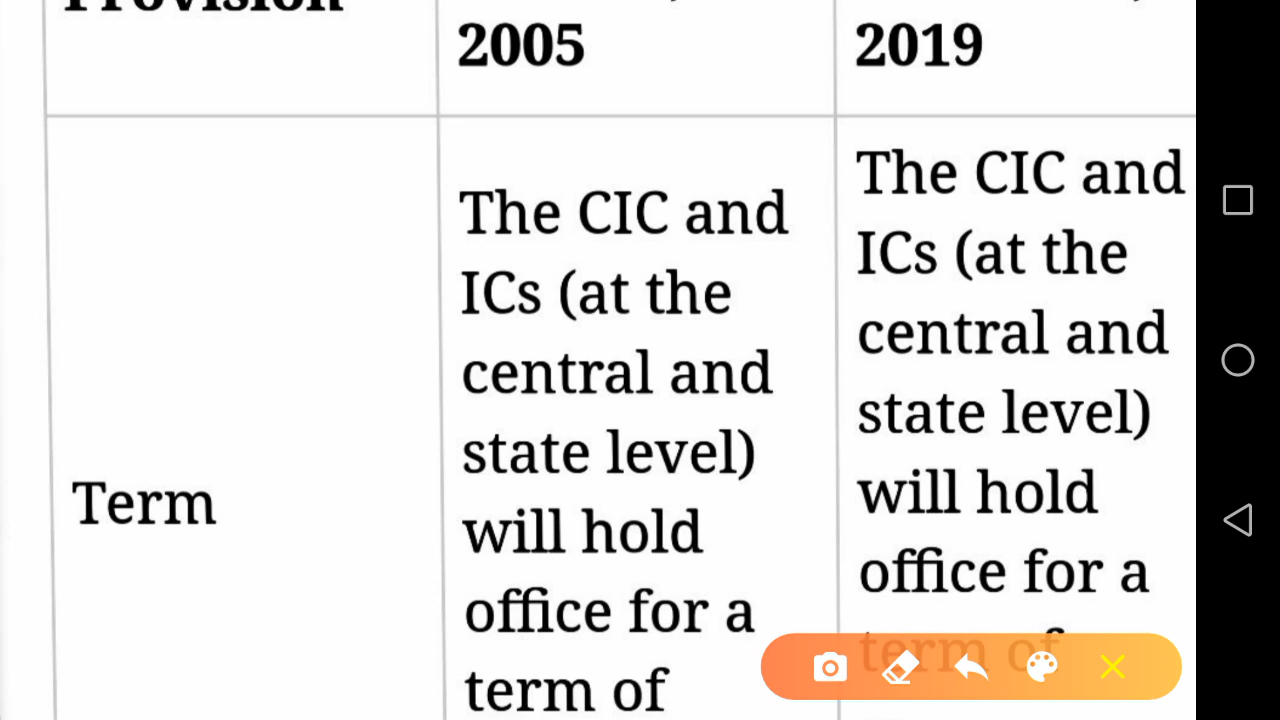 Provision
2005
2019
Term
The CIC and
ICs (at the
central and
state level)
will hold
office for a
term of
The CIC and
ICs (at the
central and
state level)
will hold
office for a
term of